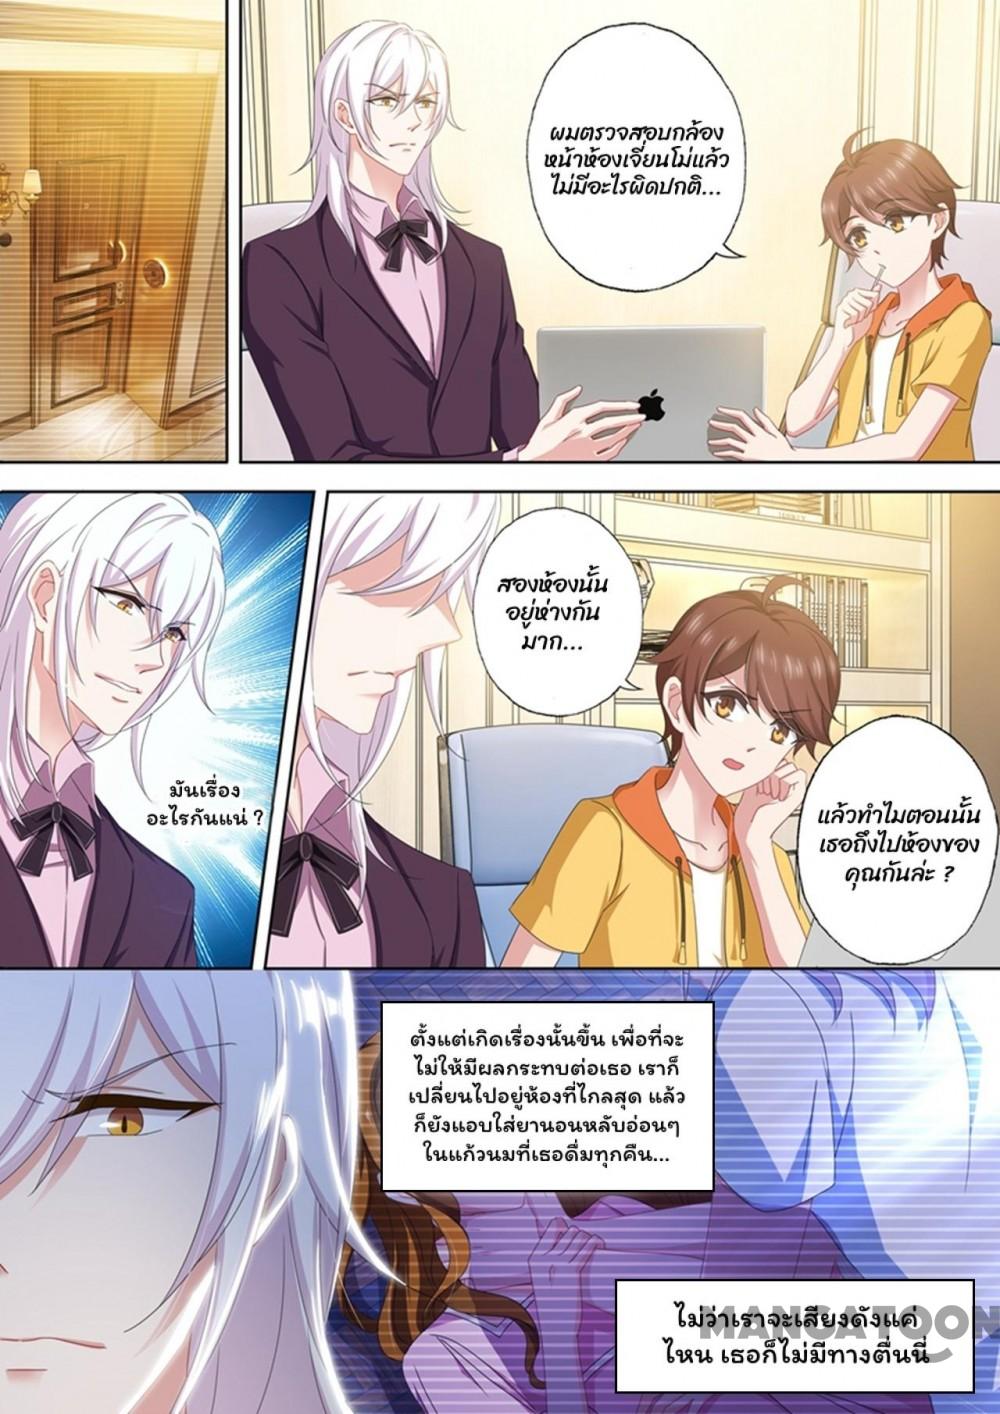 ผมตรวจสอบกล้อง
หน้าห้องเจี่ยนโม่แล้ว
ไม่มีอะไรผิดปกติ...
มันเรื่อง
อะไรกันแน่ ?
สองห้องนั้น
อยู่ห่างกัน
มาก...
แล้วทำไมตอนนั้น
เธอถึงไปห้องของ
คุณกันล่ะ ?
ตั้งแต่เกิดเรื่องนั้นขึ้น เพื่อที่จะ
ไม่ให้มีผลกระทบต่อเธอ เราก็
เปลี่ยนไปอยู่ห้องที่ไกลสุด แล้ว
ก็ยังแอบใส่ยานอนหลับอ่อนๆ
ในแก้วนมที่เธอดื่มทุกคืน...
ไม่ว่าเราจะเสียงดังแค่
ไหน เธอก็ไม่มีทางตื่นนี่
MANGATOON